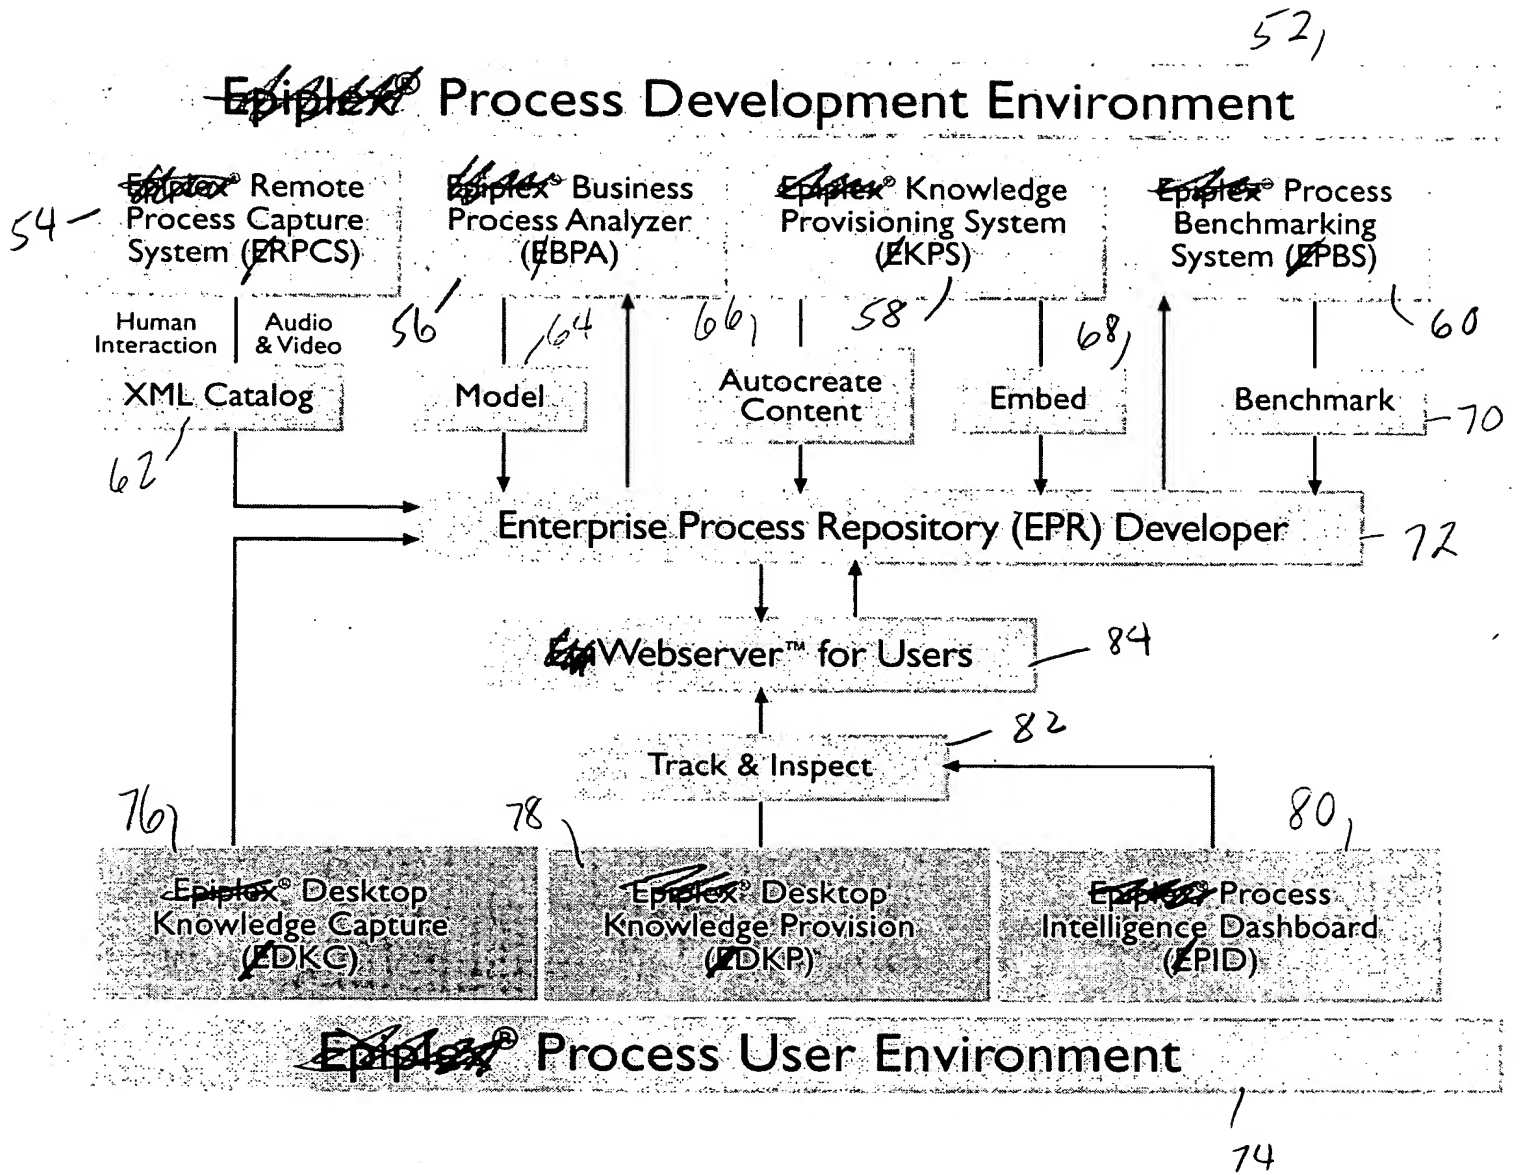 52
Epiplex® Process Development Environment
Epiplex® Remote
Process Capture
System (ERPCS)
Epiplex® Business
Process Analyzer
(EBPA)
Epiplex® Knowledge
Provisioning System
(EKPS)
Epiplex® Process
Benchmarking
System (EPBS)
54
56
58
60
Human
Interaction
Audio
& Video
64
66
68
XML Catalog
Model
Autocreate
Content
Embed
Benchmark
70
62
Enterprise Process Repository (EPR) Developer
72
Webserver™ for Users
84
82
Track & Inspect
76
78
80
Epiplex® Desktop
Knowledge Capture
(EDKC)
Epiplex® Desktop
Knowledge Provision
(EDKP)
Epiplex® Process
Intelligence Dashboard
(EPID)
Epiplex® Process User Environment
74